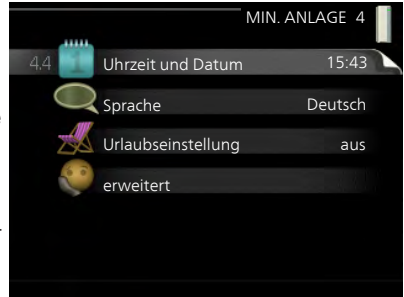 MIN. ANLAGE 4
4.4 Uhrzeit und Datum 15:43
Sprache Deutsch
Urlaubseinstellung aus
erweitert